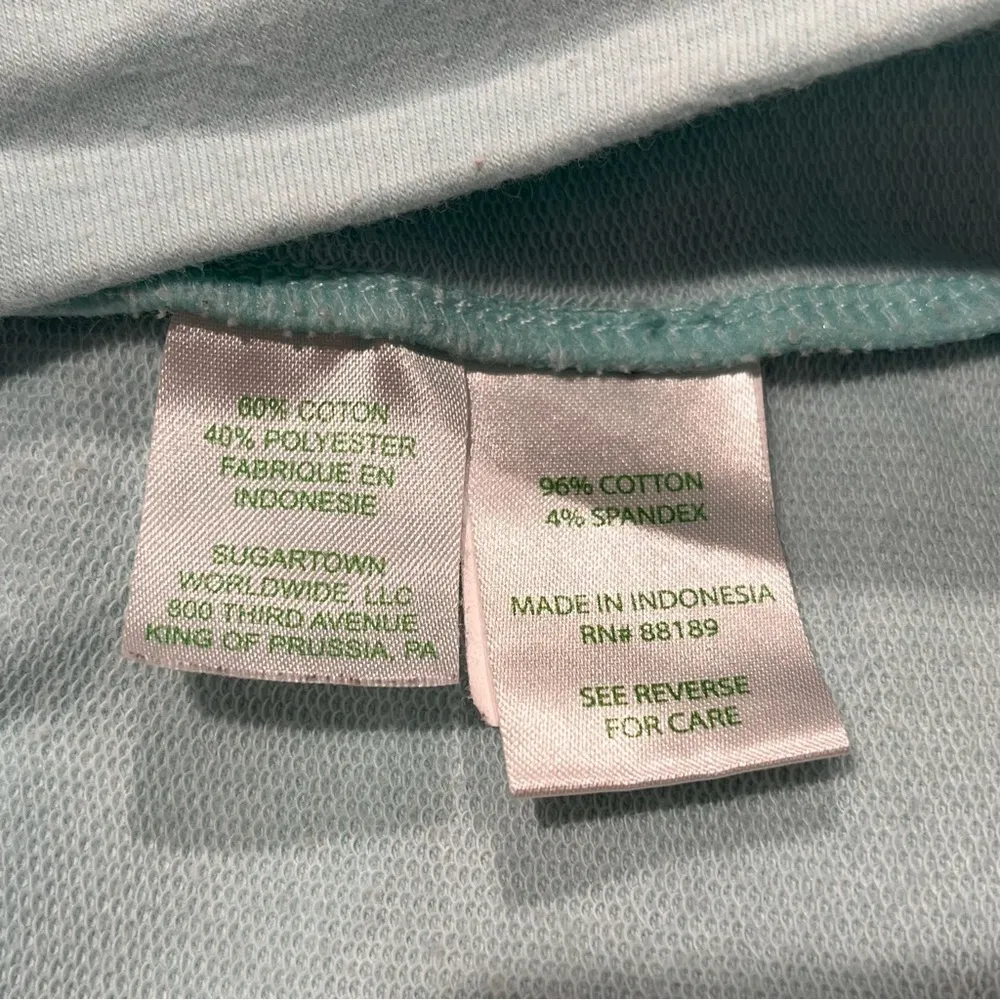 60% COTON
40% POLYESTER
FABRIQUE EN
INDONESIE
SUGARTOWN
WORLDWIDE, LLC
800 THIRD AVENUE
KING OF PRUSSIA, PA
96% COTTON
4% SPANDEX
MADE IN INDONESIA
RN# 88189
SEE REVERSE
FOR CARE